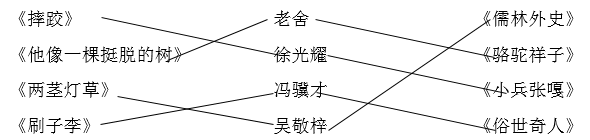 《摔跤》 老舍 《儒林外史》
《他像一棵挺脱的树》 徐光耀 《骆驼祥子》
《两茎灯草》 冯骥才 《小兵张嘎》
《刷子李》 吴敬梓 《俗世奇人》